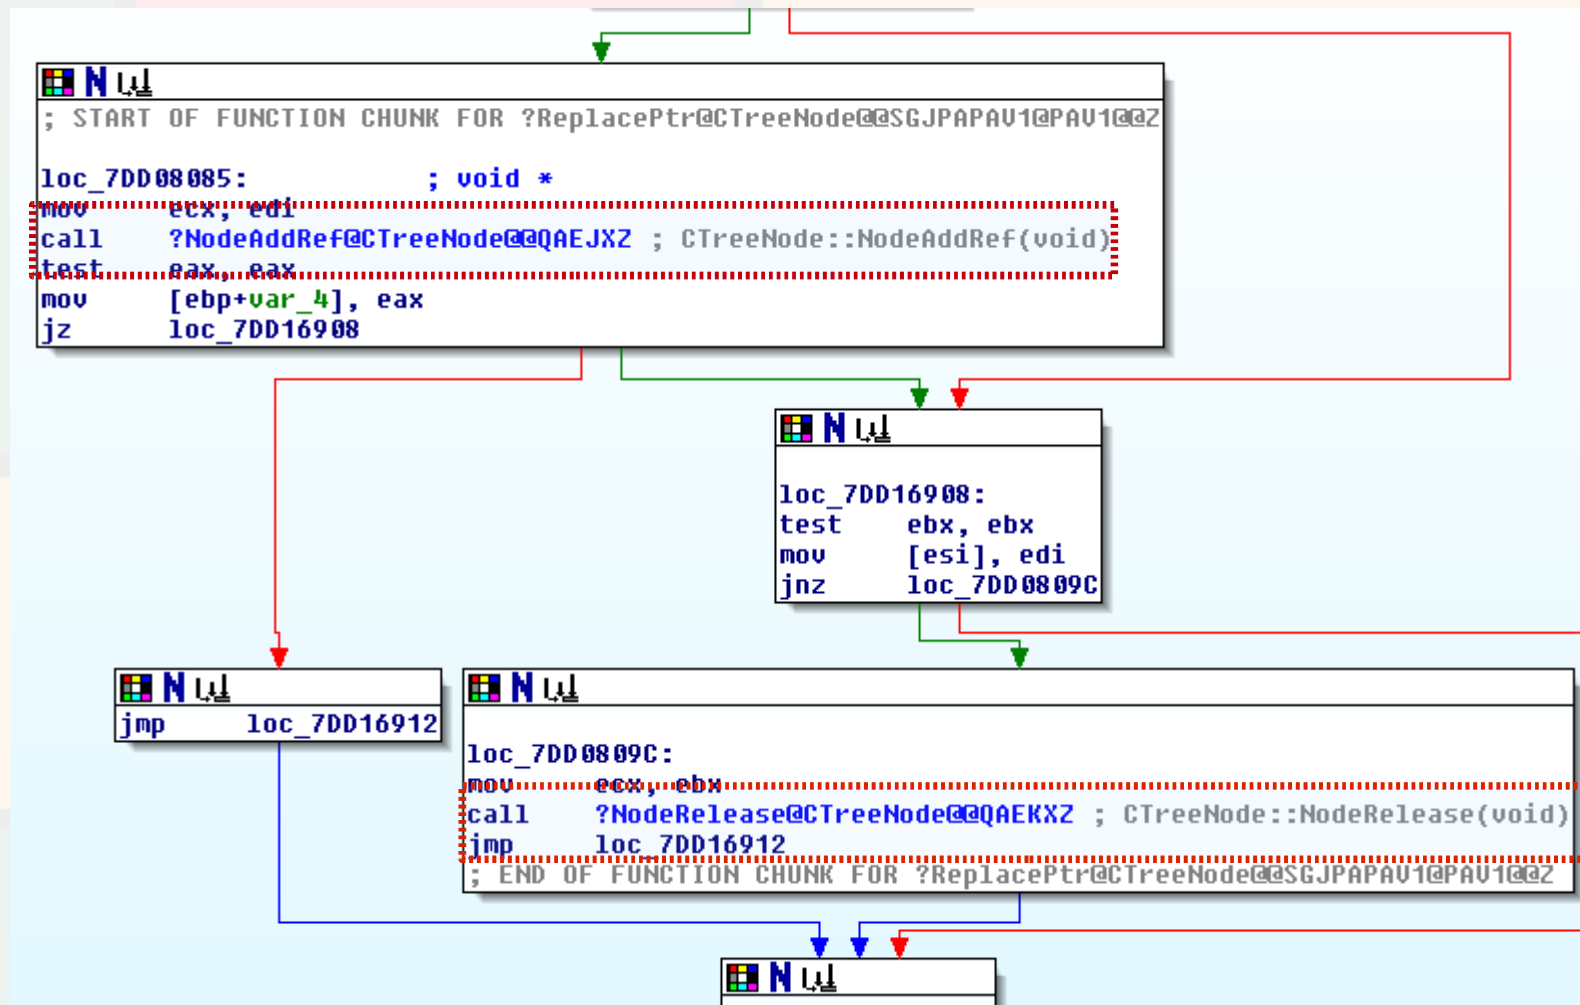 ; START OF FUNCTION CHUNK FOR ?ReplacePtr@CTreeNode@@SGJPAPAV1@PAV1@@Z
loc_7DD08085: ; void *
mov ecx, edi
call ?NodeAddRef@CTreeNode@@QAEJXZ ; CTreeNode::NodeAddRef(void)
test eax, eax
mov [ebp+var_4], eax
jz loc_7DD16908
loc_7DD16908:
test ebx, ebx
mov [esi], edi
jnz loc_7DD0809C
jmp loc_7DD16912
loc_7DD0809C:
mov ecx, ebx
call ?NodeRelease@CTreeNode@@QAEKXZ ; CTreeNode::NodeRelease(void)
jmp loc_7DD16912
; END OF FUNCTION CHUNK FOR ?ReplacePtr@CTreeNode@@SGJPAPAV1@PAV1@@Z